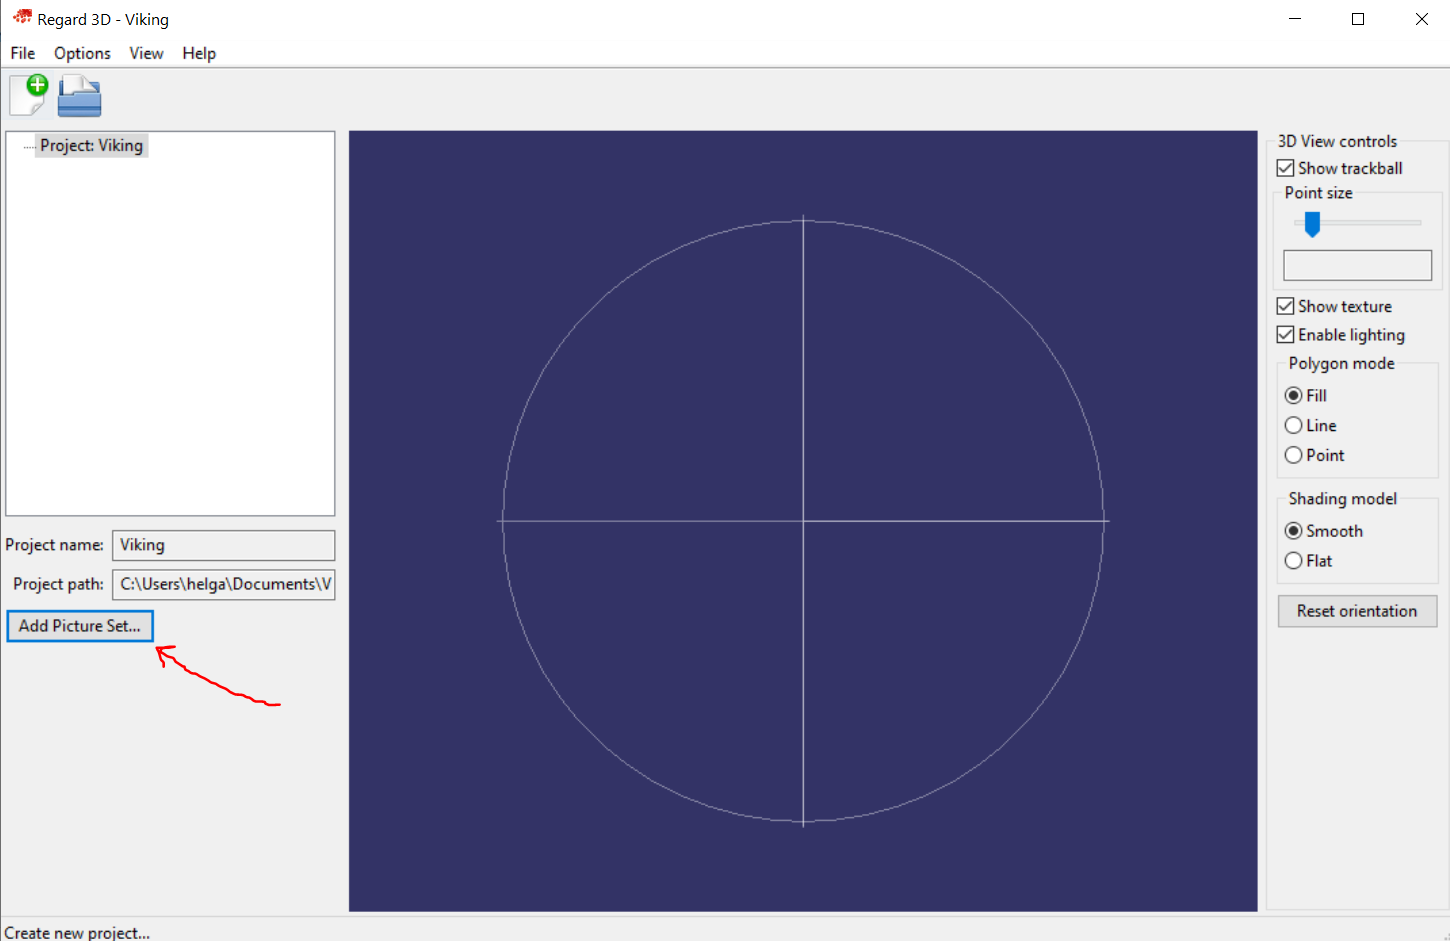 Regard 3D - Viking
File Options View Help
Project: Viking
Project name: Viking
Project path: C:\Users\helga\Documents\V
Add Picture Set...
3D View controls
Show trackball
Point size
Show texture
Enable lighting
Polygon mode
Fill
Line
Point
Shading model
Smooth
Flat
Reset orientation
Create new project...